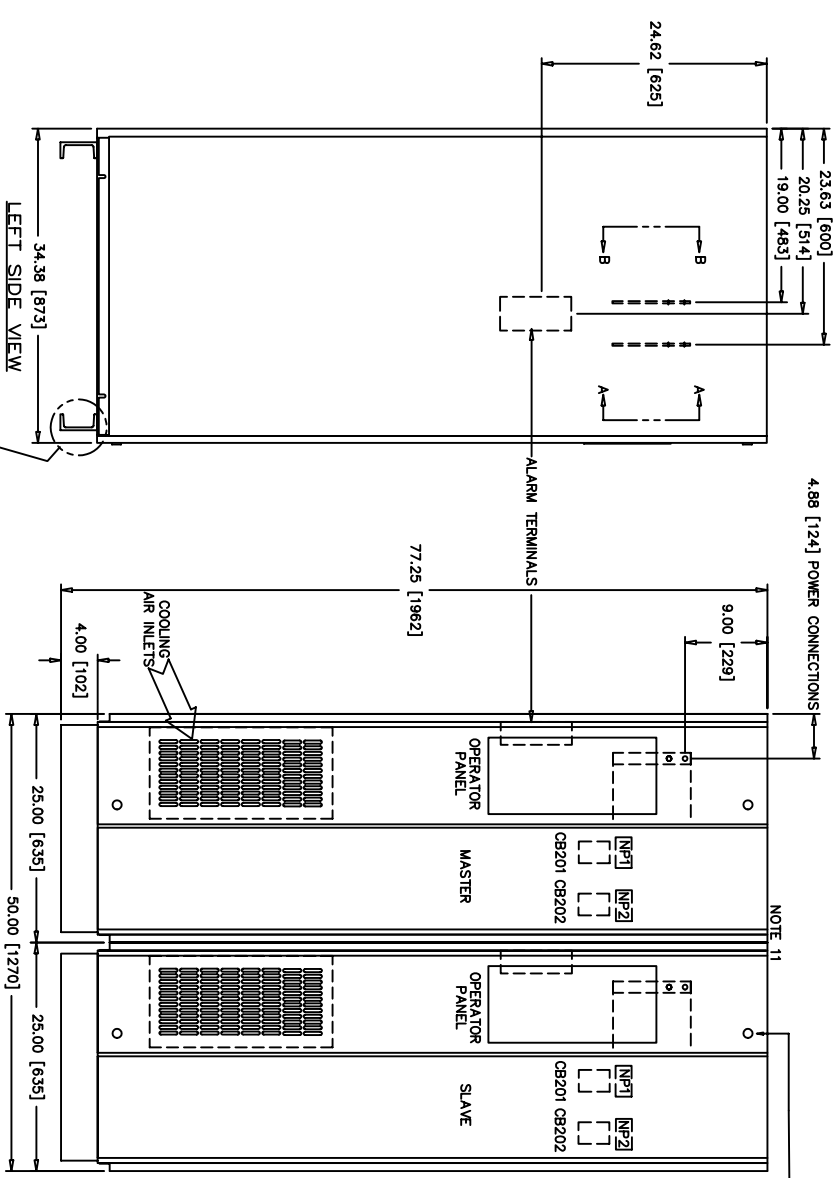 23.63 [600]
20.25 [514]
19.00 [483]
24.62
[625]
B
B
A
A
34.38 [873]
LEFT SIDE VIEW
ALARM TERMINALS
4.88 [124] POWER CONNECTIONS
9.00
[229]
77.25 [1962]
4.00
[102]
COOLING
AIR INLETS
NOTE 11
OPERATOR
PANEL
NP1
NP2
CB201 CB202
MASTER
OPERATOR
PANEL
NP1
NP2
CB201 CB202
SLAVE
25.00 [635]
25.00 [635]
50.00 [1270]